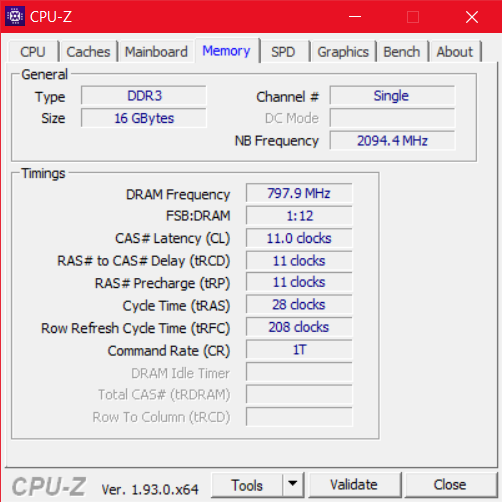 CPU-Z
CPU Caches Mainboard Memory SPD Graphics Bench About
General
Type DDR3 Channel # Single
Size 16 GBytes DC Mode
NB Frequency 2094.4 MHz
Timings
DRAM Frequency 797.9 MHz
FSB:DRAM 1:12
CAS# Latency (CL) 11.0 clocks
RAS# to CAS# Delay (tRCD) 11 clocks
RAS# Precharge (tRP) 11 clocks
Cycle Time (tRAS) 28 clocks
Row Refresh Cycle Time (tRFC) 208 clocks
Command Rate (CR) 1T
DRAM Idle Timer
Total CAS# (tRDRAM)
Row To Column (tRCD)
CPU-Z Ver. 1.93.0.x64 Tools Validate Close